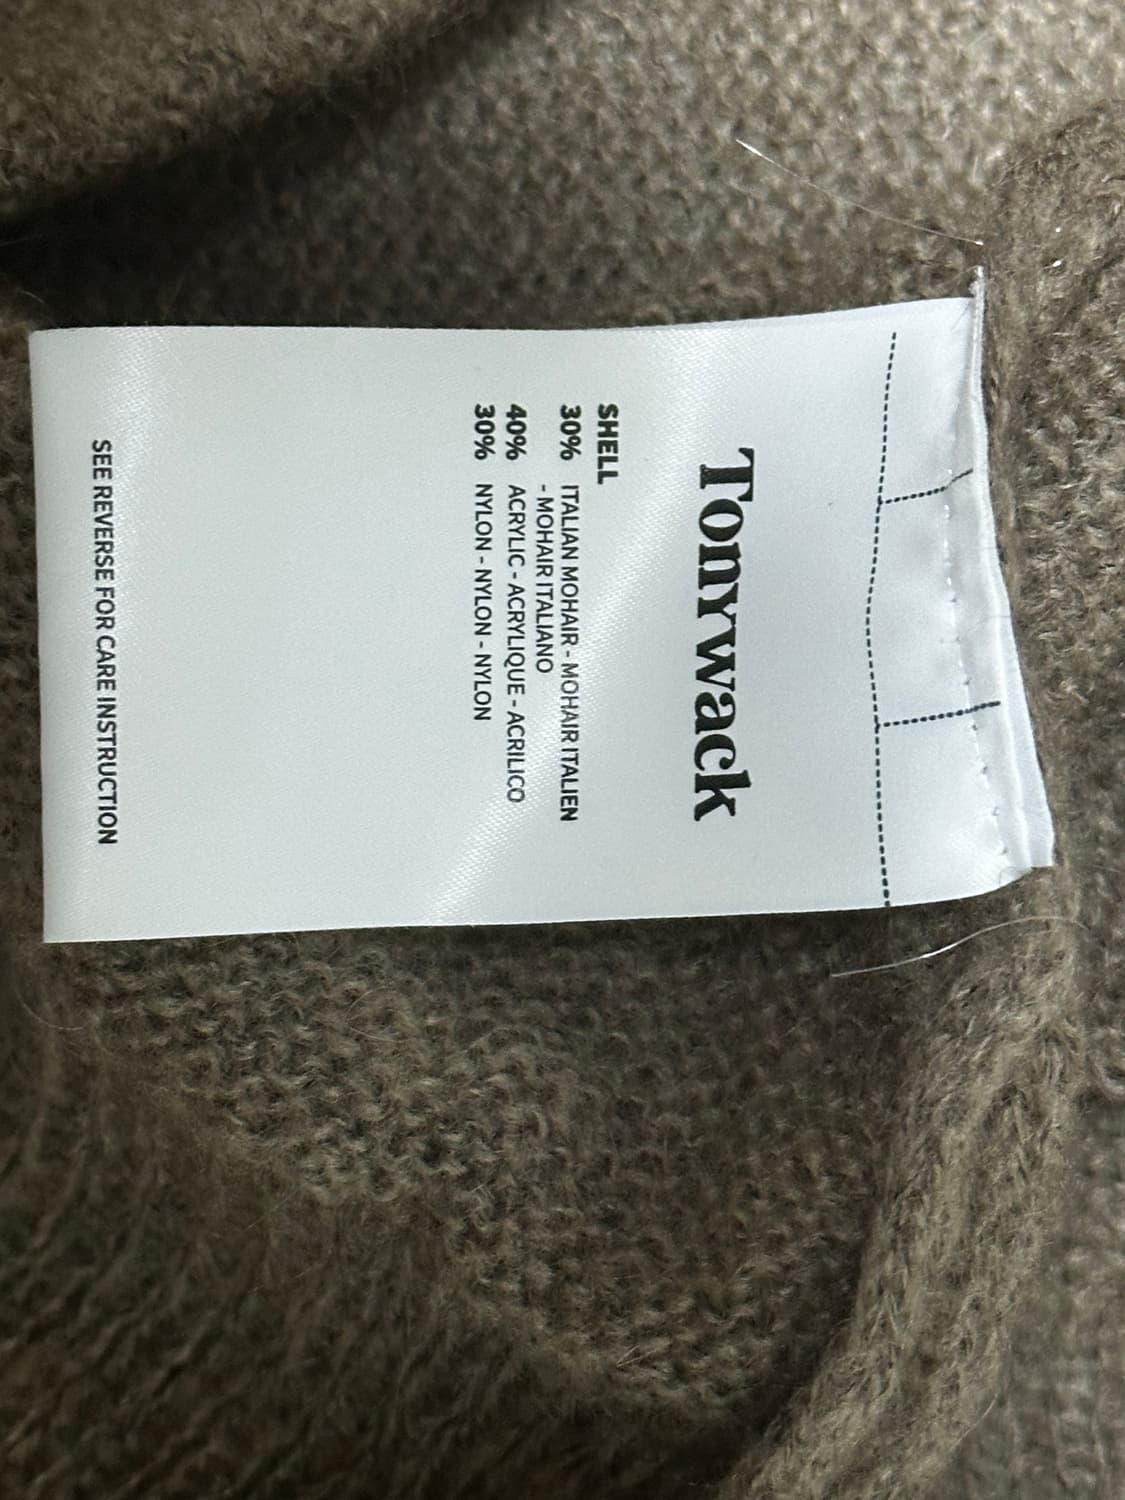 Tonywack
SHELL
30% ITALIAN MOHAIR - MOHAIR ITALIEN
- MOHAIR ITALIANO
40% ACRYLIC - ACRYLIQUE - ACRILICO
30% NYLON - NYLON - NYLON
SEE REVERSE FOR CARE INSTRUCTION